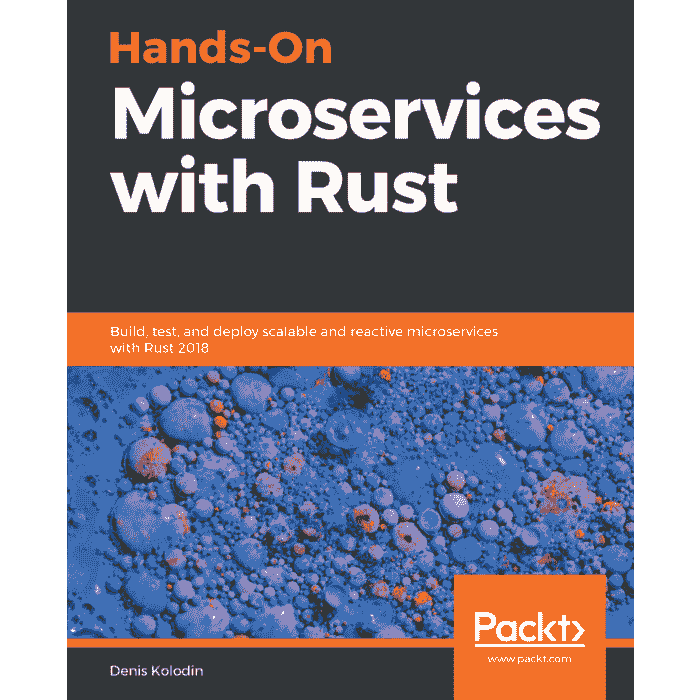 Hands-On
Microservices
with Rust
Build, test, and deploy scalable and reactive microservices
with Rust 2018
Packt>
www.packt.com
Denis Kolodin